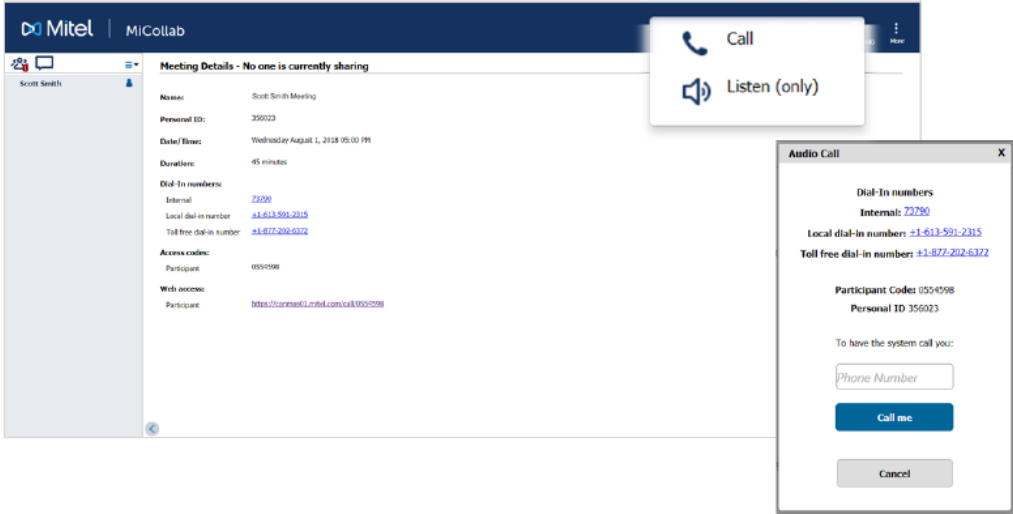 Mitel | MiCollab
Call
Listen (only)
More
Scott Smith
Meeting Details - No one is currently sharing
Name: Scott Smith Meeting
Personal ID: 356023
Date/Time: Wednesday August 1, 2018 05:00 PM
Duration: 45 minutes
Dial-In numbers:
Internal 73790
Local dial-in number +1-613-591-2315
Toll free dial-in number +1-877-202-6372
Access codes:
Participant 0554598
Web access:
Participant https://canmas01.mitel.com/call/0554598
Audio Call X
Dial-In numbers
Internal: 73790
Local dial-in number: +1-613-591-2315
Toll free dial-in number: +1-877-202-6372
Participant Code: 0554598
Personal ID 356023
To have the system call you:
Phone Number
Call me
Cancel